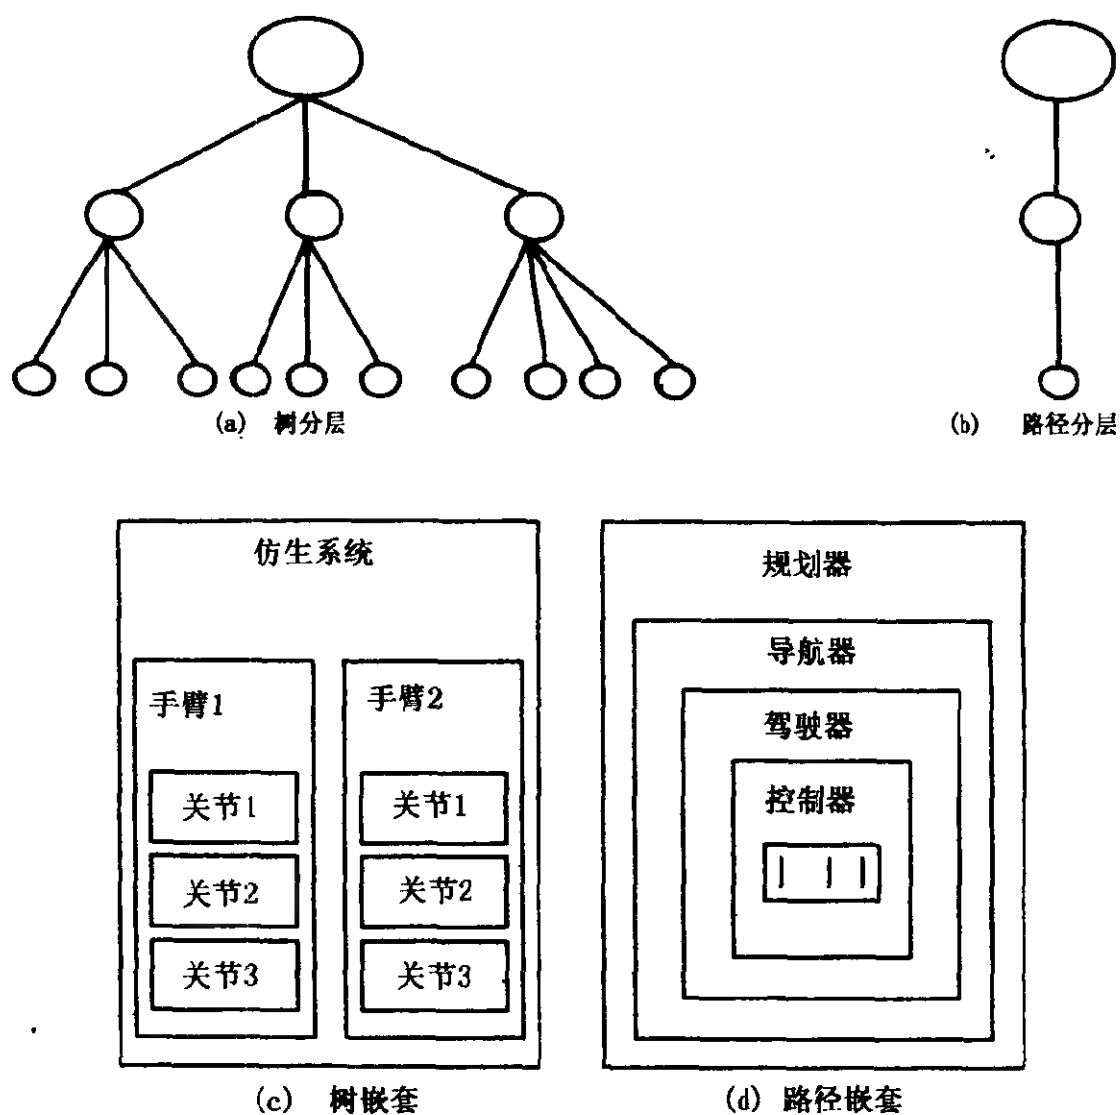 (a) 树分层
(b) 路径分层
仿生系统
手臂1
关节1
关节2
关节3
手臂2
关节1
关节2
关节3
(c) 树嵌套
规划器
导航器
驾驶器
控制器
(d) 路径嵌套